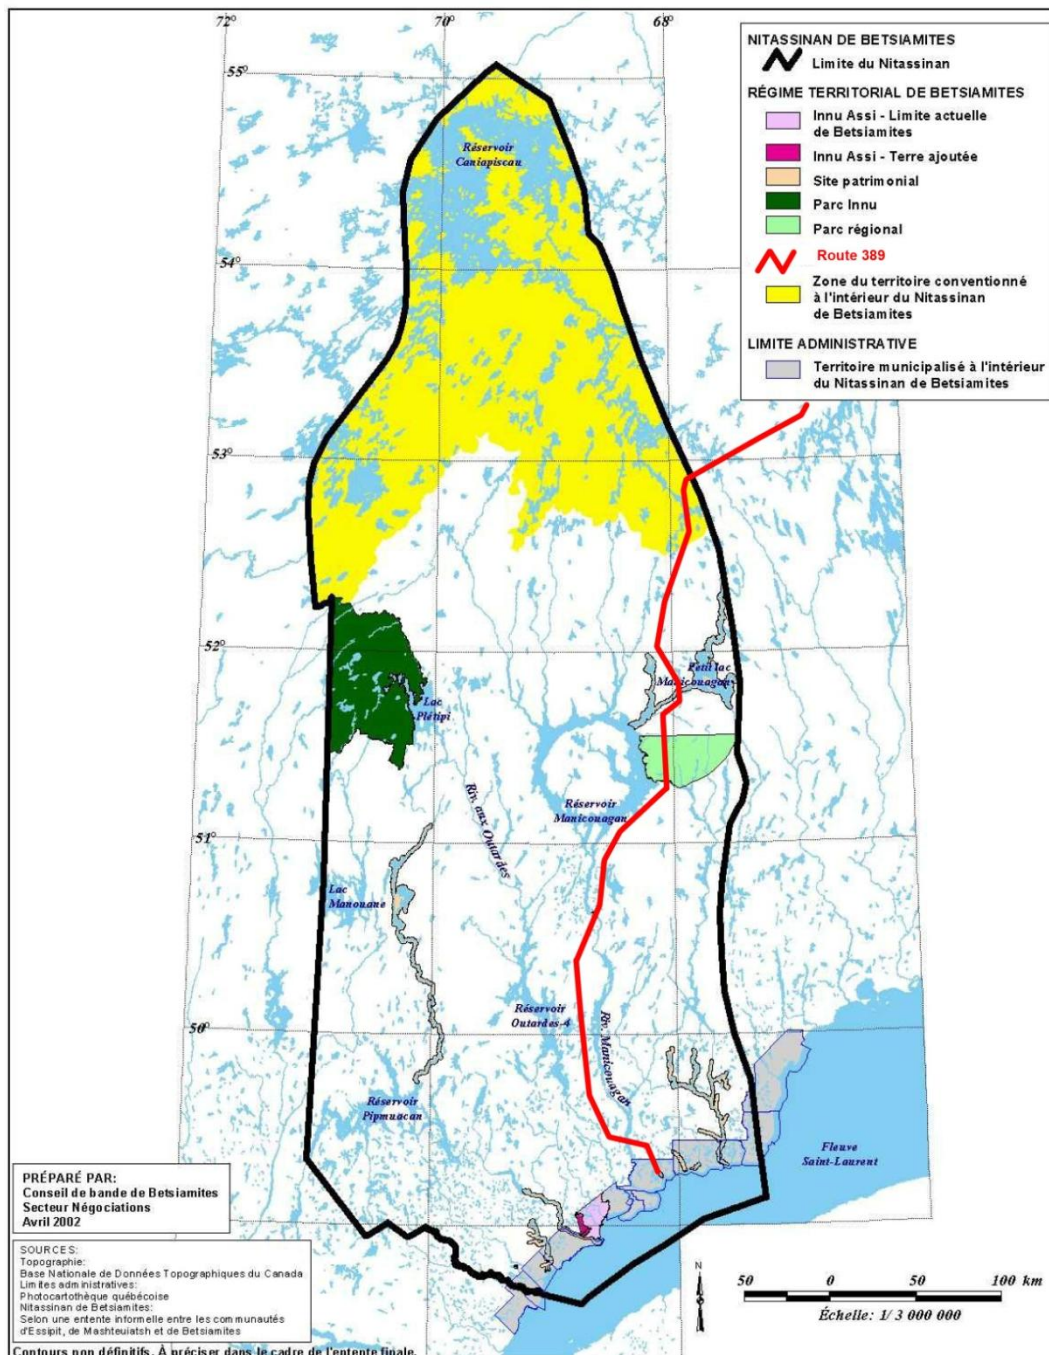 72°
70°
68°
NITASSINAN DE BETSIAMITES
Limite du Nitassinan
RÉGIME TERRITORIAL DE BETSIAMITES
Innu Assi - Limite actuelle
de Betsiamites
Innu Assi - Terre ajoutée
Site patrimonial
Parc Innu
Parc régional
Route 389
Zone du territoire conventionné
à l'intérieur du Nitassinan
de Betsiamites
LIMITE ADMINISTRATIVE
Territoire municipalisé à l'intérieur
du Nitassinan de Betsiamites
55°
Réservoir
Caniapiscau
54°
53°
52°
Petit lac
Manicouagan
Lac
Plétipi
Riv. aux Outardes
Réservoir
Manicouagan
51°
Lac
Manouane
50°
Réservoir
Outardes-4
Riv. Manicouagan
Réservoir
Pipmuacan
Fleuve
Saint-Laurent
PRÉPARÉ PAR:
Conseil de bande de Betsiamites
Secteur Négociations
Avril 2002
SOURCES:
Topographie:
Base Nationale de Données Topographiques du Canada
Limites administratives:
Photocartothèque québécoise
Nitassinan de Betsiamites:
Selon une entente informelle entre les communautés
d'Essipit, de Mashteuiatsh et de Betsiamites
N
50 0 50 100 km
Échelle: 1/ 3 000 000
Contours non définitifs. À préciser dans le cadre de l'entente finale.